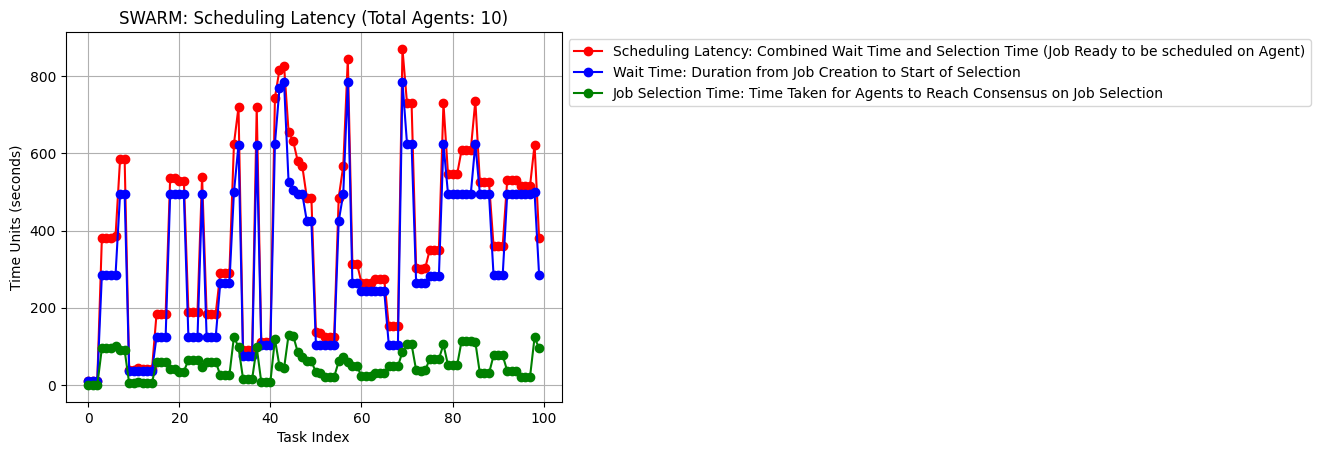 SWARM: Scheduling Latency (Total Agents: 10)
Scheduling Latency: Combined Wait Time and Selection Time (Job Ready to be scheduled on Agent)
Wait Time: Duration from Job Creation to Start of Selection
Job Selection Time: Time Taken for Agents to Reach Consensus on Job Selection
Time Units (seconds)
800
600
400
200
0
0 20 40 60 80 100
Task Index